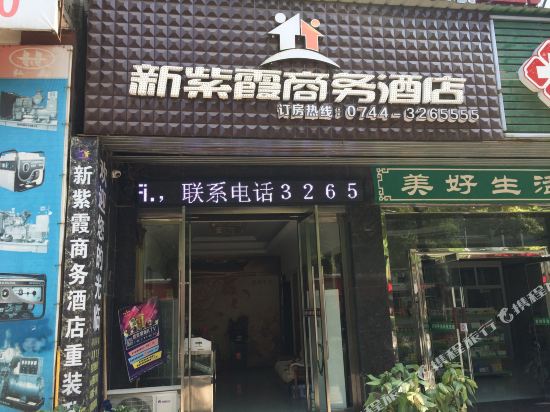 新紫霞商务酒店
订房热线:0744-3265555
联系电话3265
美好生活
新紫霞商务酒店重装
携程旅行